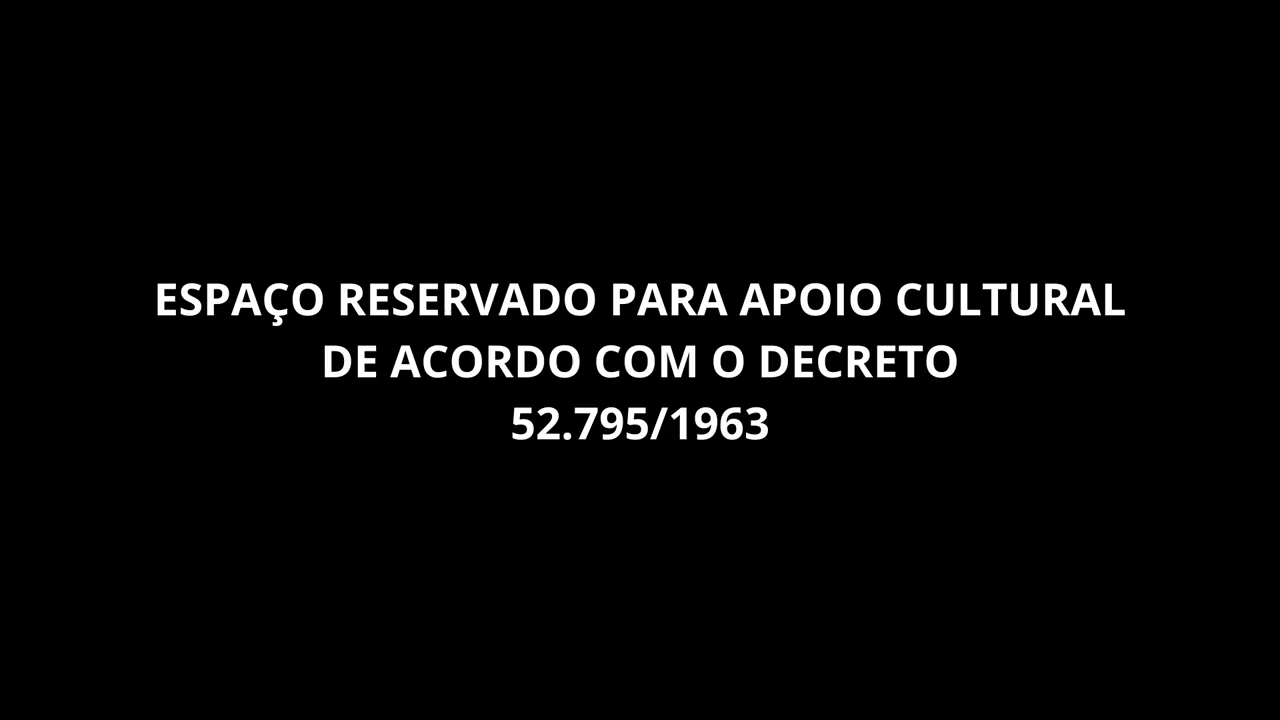 ESPAÇO RESERVADO PARA APOIO CULTURAL
DE ACORDO COM O DECRETO
52.795/1963